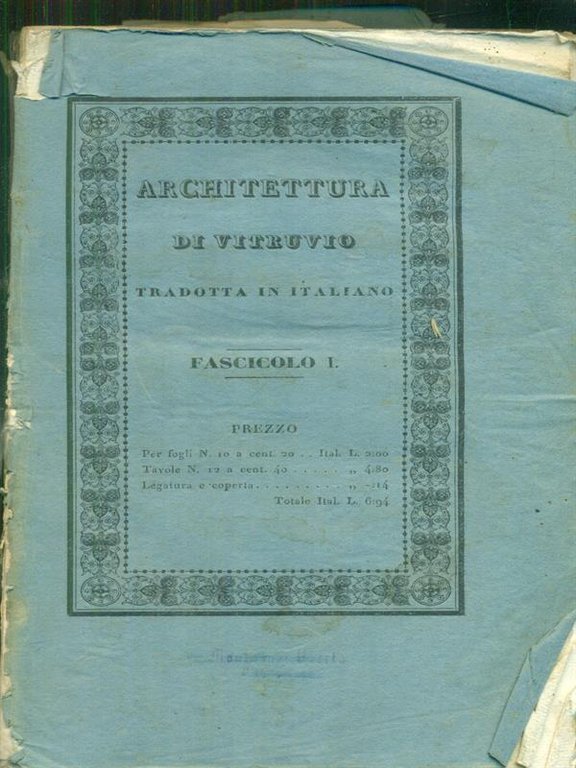 ARCHITETTURA
DI VITRUVIO
TRADOTTA IN ITALIANO
FASCICOLO I.
PREZZO
Per fogli N. 10 a cent. 20 . . Ital. L. 2:00
Tavole N. 12 a cent. 40 . . . . . „ 4:80
Legatura e coperta . . . . . . . . . „ -:14
Totale Ital. L. 6:94